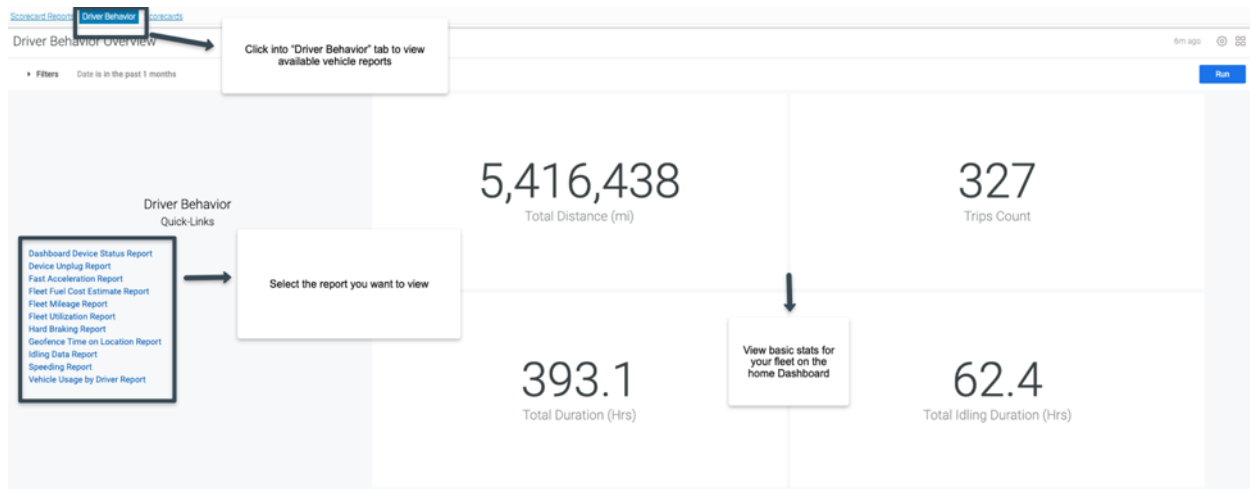 Scorecard Reports Driver Behavior Scorecards
Driver Behavior Overview
6m ago
Click into "Driver Behavior" tab to view
available vehicle reports
Filters Date is in the past 1 months
Run
5,416,438
Total Distance (mi)
327
Trips Count
Driver Behavior
Quick-Links
Dashboard Device Status Report
Device Unplug Report
Fast Acceleration Report
Fleet Fuel Cost Estimate Report
Fleet Mileage Report
Fleet Utilization Report
Hard Braking Report
Geofence Time on Location Report
Idling Data Report
Speeding Report
Vehicle Usage by Driver Report
Select the report you want to view
393.1
Total Duration (Hrs)
View basic stats for
your fleet on the
home Dashboard
62.4
Total Idling Duration (Hrs)